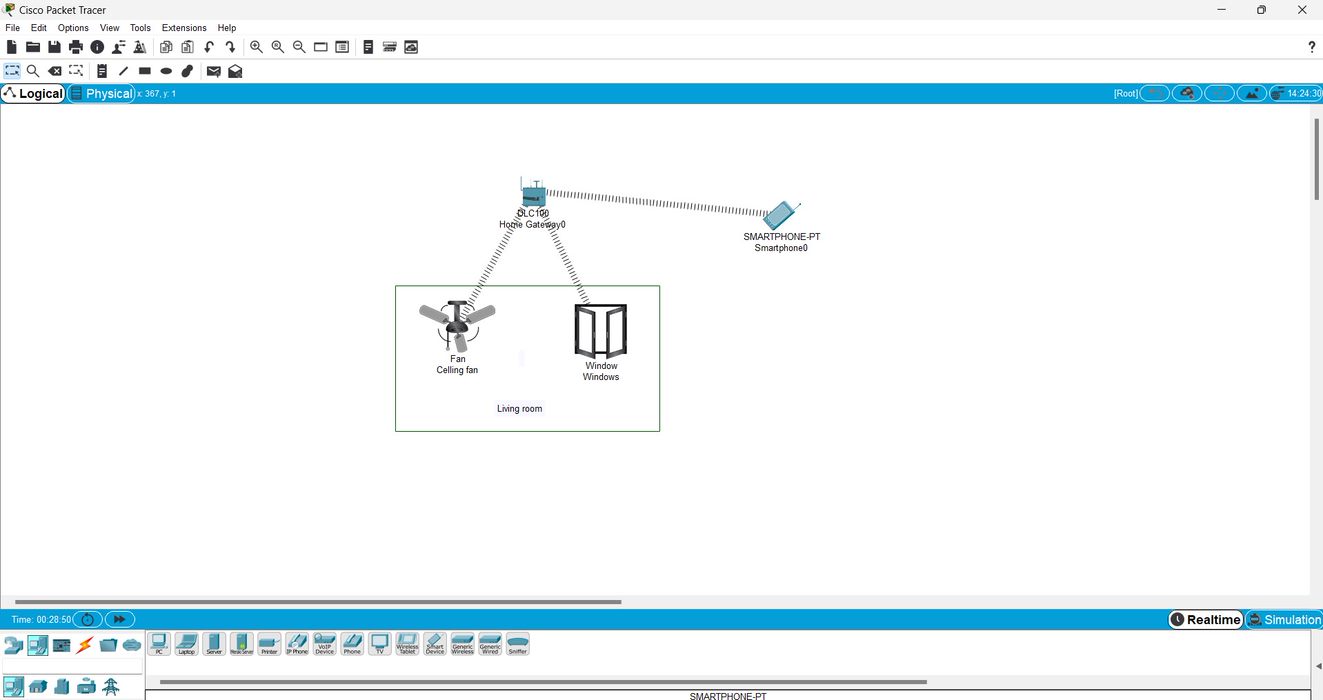 Cisco Packet Tracer
File Edit Options View Tools Extensions Help
?
Logical Physical x: 367, y: 1 [Root] 14:24:30
DLC100
Home Gateway0
SMARTPHONE-PT
Smartphone0
Fan
Celling fan
Window
Windows
Living room
Time: 00:28:50 Realtime Simulation
PC Laptop Server Printer IP Phone VoIP Device Phone TV Wireless Tablet Smart Device Generic Wireless Generic Wired Sniffer
SMARTPHONE-PT